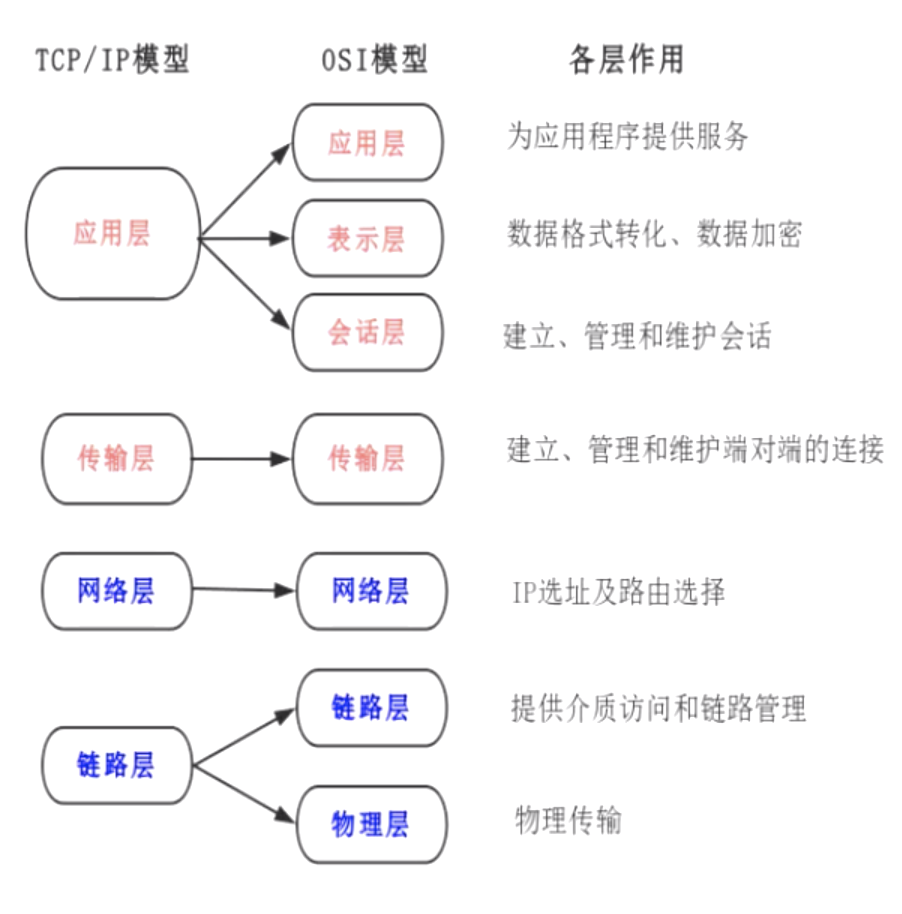 TCP/IP模型 OSI模型 各层作用
应用层 为应用程序提供服务
应用层 表示层 数据格式转化、数据加密
会话层 建立、管理和维护会话
传输层 传输层 建立、管理和维护端对端的连接
网络层 网络层 IP选址及路由选择
链路层 提供介质访问和链路管理
链路层
物理层 物理传输